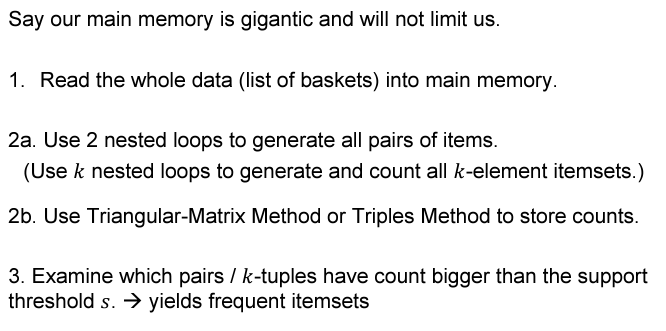 Say our main memory is gigantic and will not limit us.
1. Read the whole data (list of baskets) into main memory.
2a. Use 2 nested loops to generate all pairs of items.
(Use k nested loops to generate and count all k-element itemsets.)
2b. Use Triangular-Matrix Method or Triples Method to store counts.
3. Examine which pairs / k-tuples have count bigger than the support
threshold s. → yields frequent itemsets